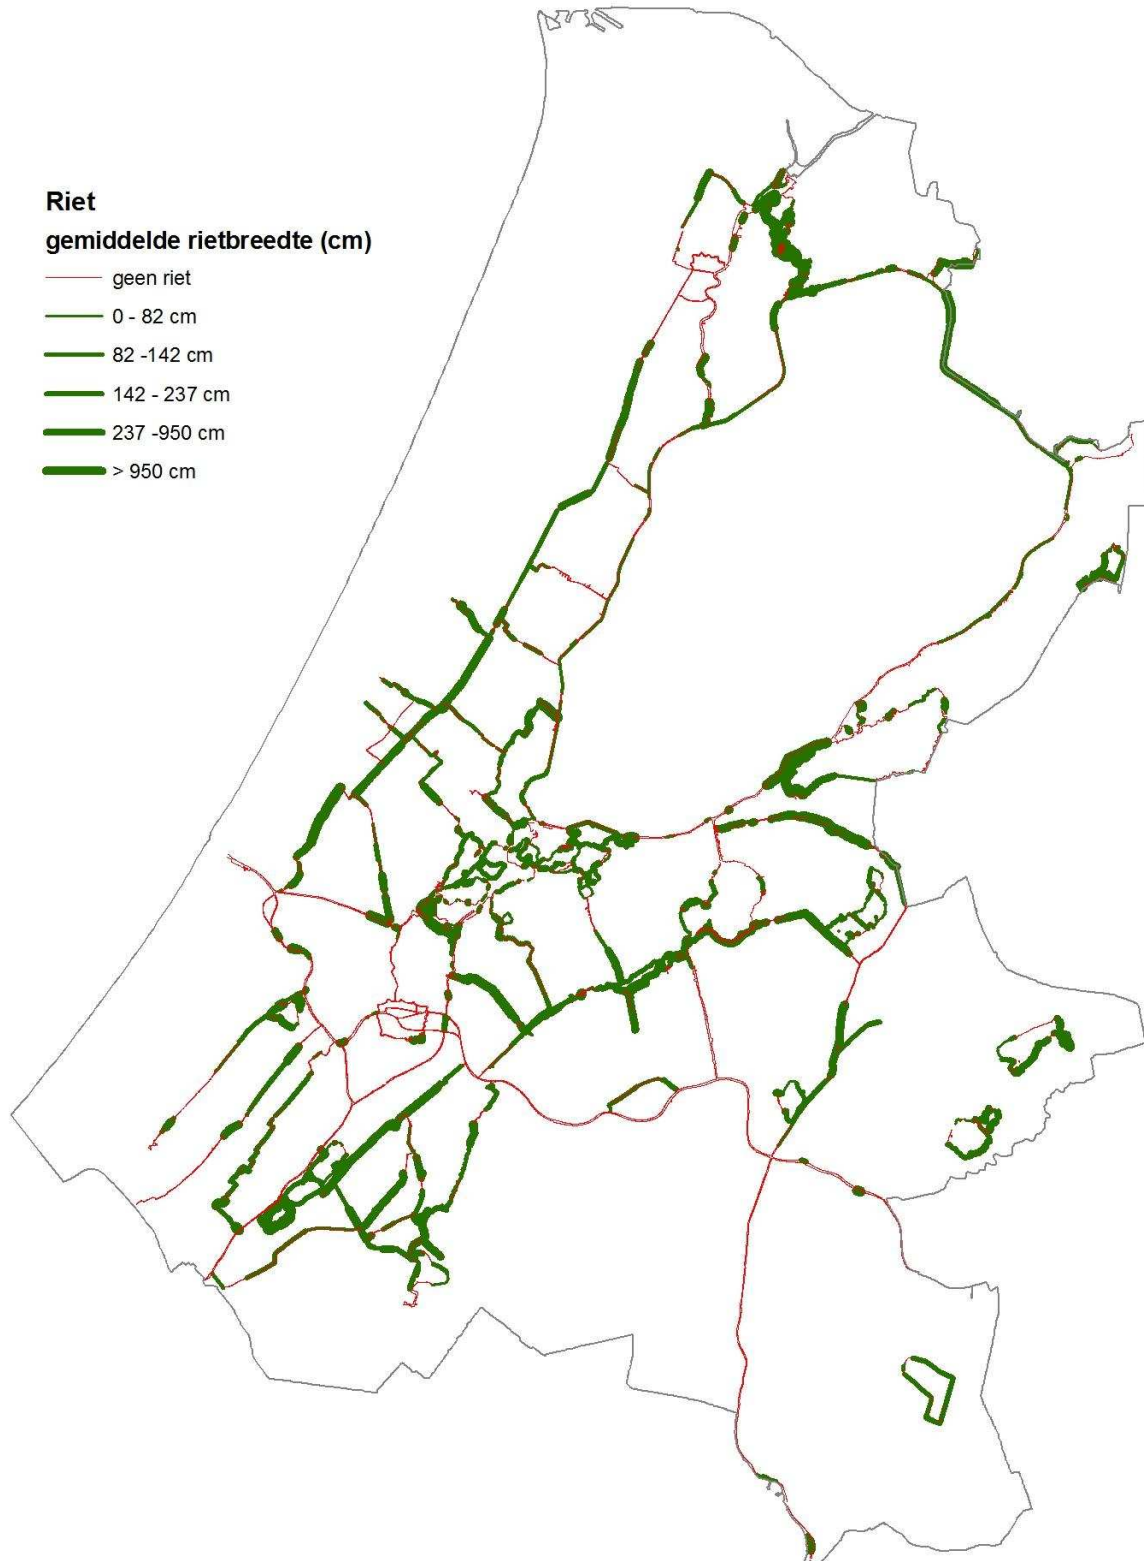 Riet
gemiddelde rietbreedte (cm)
geen riet
0 - 82 cm
82 -142 cm
142 - 237 cm
237 -950 cm
> 950 cm